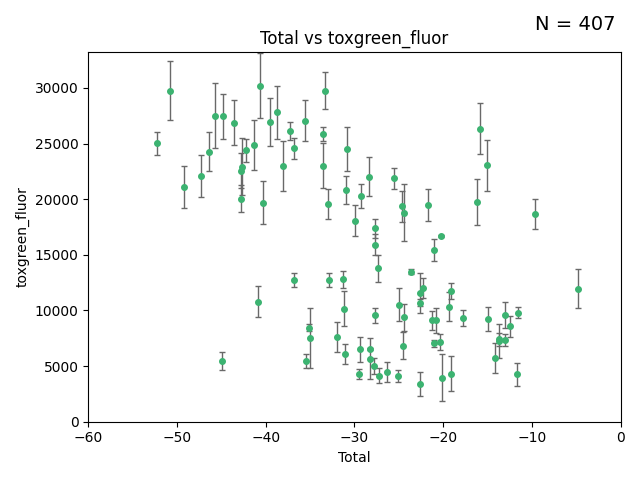 N = 407
Total vs toxgreen_fluor
toxgreen_fluor
30000
25000
20000
15000
10000
5000
0
−60 −50 −40 −30 −20 −10 0
Total